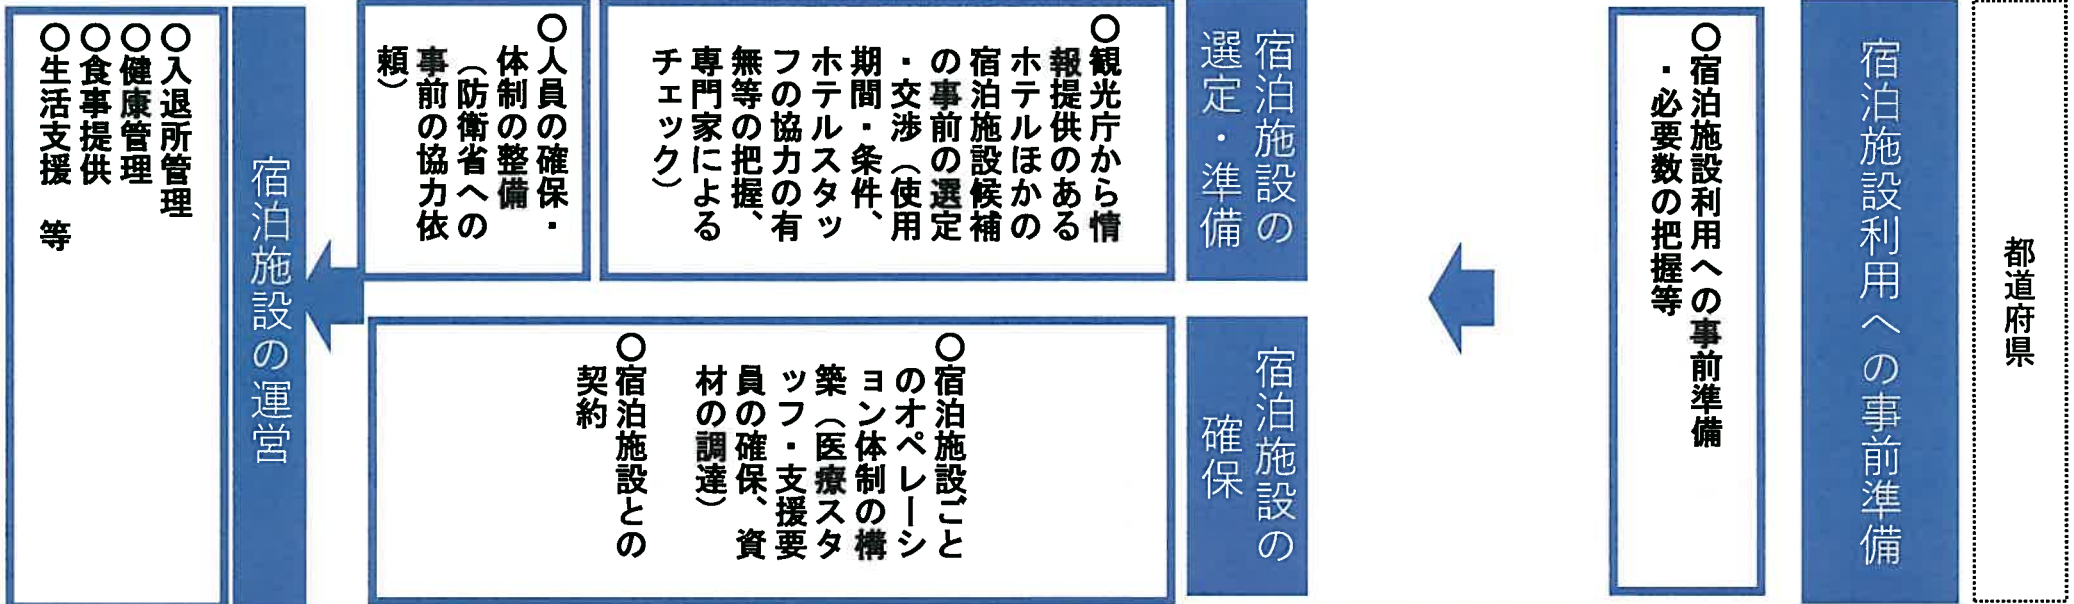 都道府県
宿泊施設利用への事前準備
○宿泊施設利用への事前準備
・必要数の把握等
宿泊施設の
選定・準備
○観光庁から情
報提供のある
ホテルほかの
宿泊施設候補
の事前の選定
・交渉（使用
期間・条件、
ホテルスタッ
フの協力の有
無等の把握、
専門家による
チェック）
○人員の確保・
体制の整備
（防衛省への
事前の協力依
頼）
宿泊施設の
確保
○宿泊施設ごと
のオペレーシ
ョン体制の構
築（医療スタ
ッフ・支援要
員の確保、資
材の調達）
○宿泊施設との
契約
宿泊施設の運営
○入退所管理
○健康管理
○食事提供
○生活支援　等